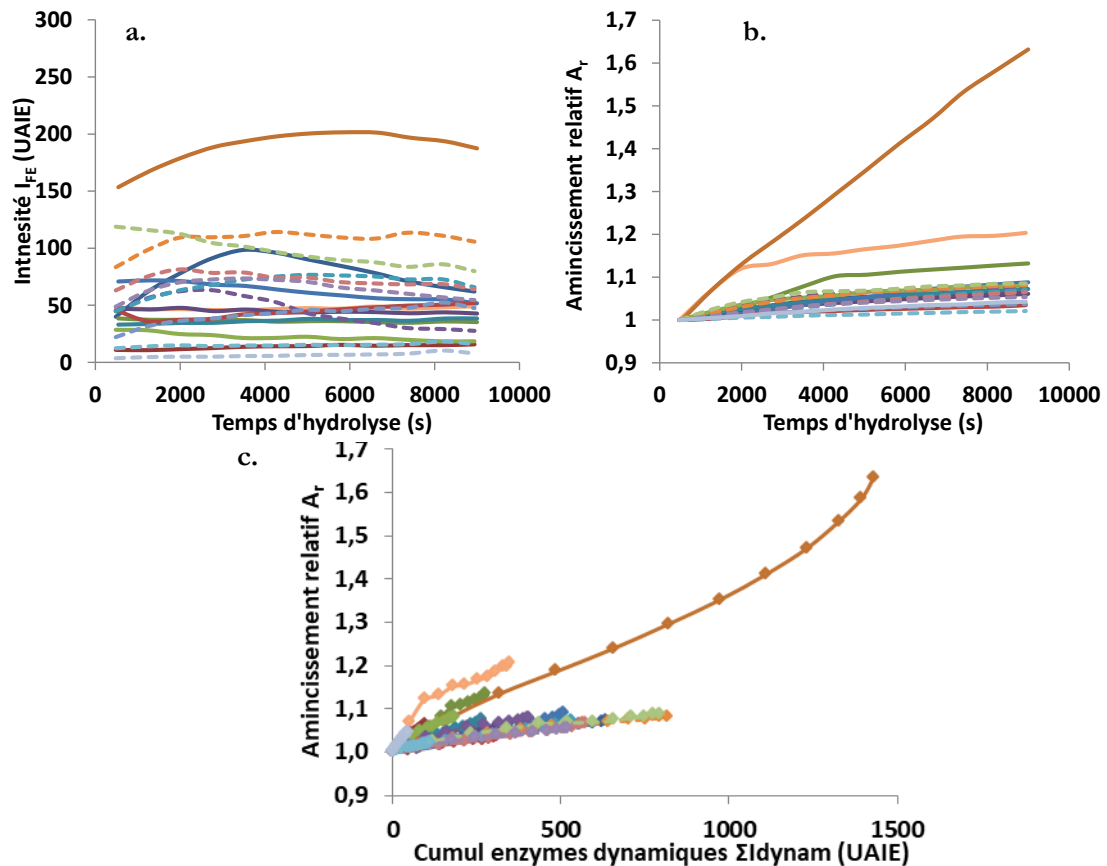 a.
Intnesité I_FE (UAIE)
300
250
200
150
100
50
0
0 2000 4000 6000 8000 10000
Temps d'hydrolyse (s)
b.
Amincissement relatif A_r
1,7
1,6
1,5
1,4
1,3
1,2
1,1
1
0,9
0 2000 4000 6000 8000 10000
Temps d'hydrolyse (s)
c.
Amincissement relatif A_r
1,7
1,6
1,5
1,4
1,3
1,2
1,1
1,0
0,9
0 500 1000 1500
Cumul enzymes dynamiques ΣIdynam (UAIE)